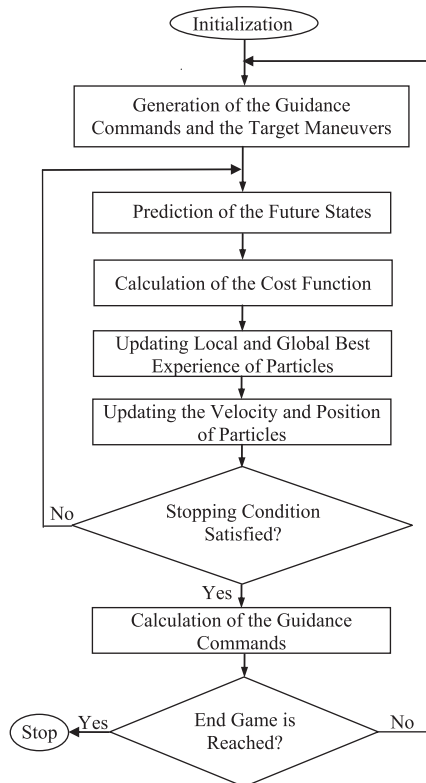 Initialization
Generation of the Guidance
Commands and the Target Maneuvers
Prediction of the Future States
Calculation of the Cost Function
Updating Local and Global Best
Experience of Particles
Updating the Velocity and Position
of Particles
No
Stopping Condition
Satisfied?
Yes
Calculation of the Guidance
Commands
Stop
Yes
End Game is
Reached?
No